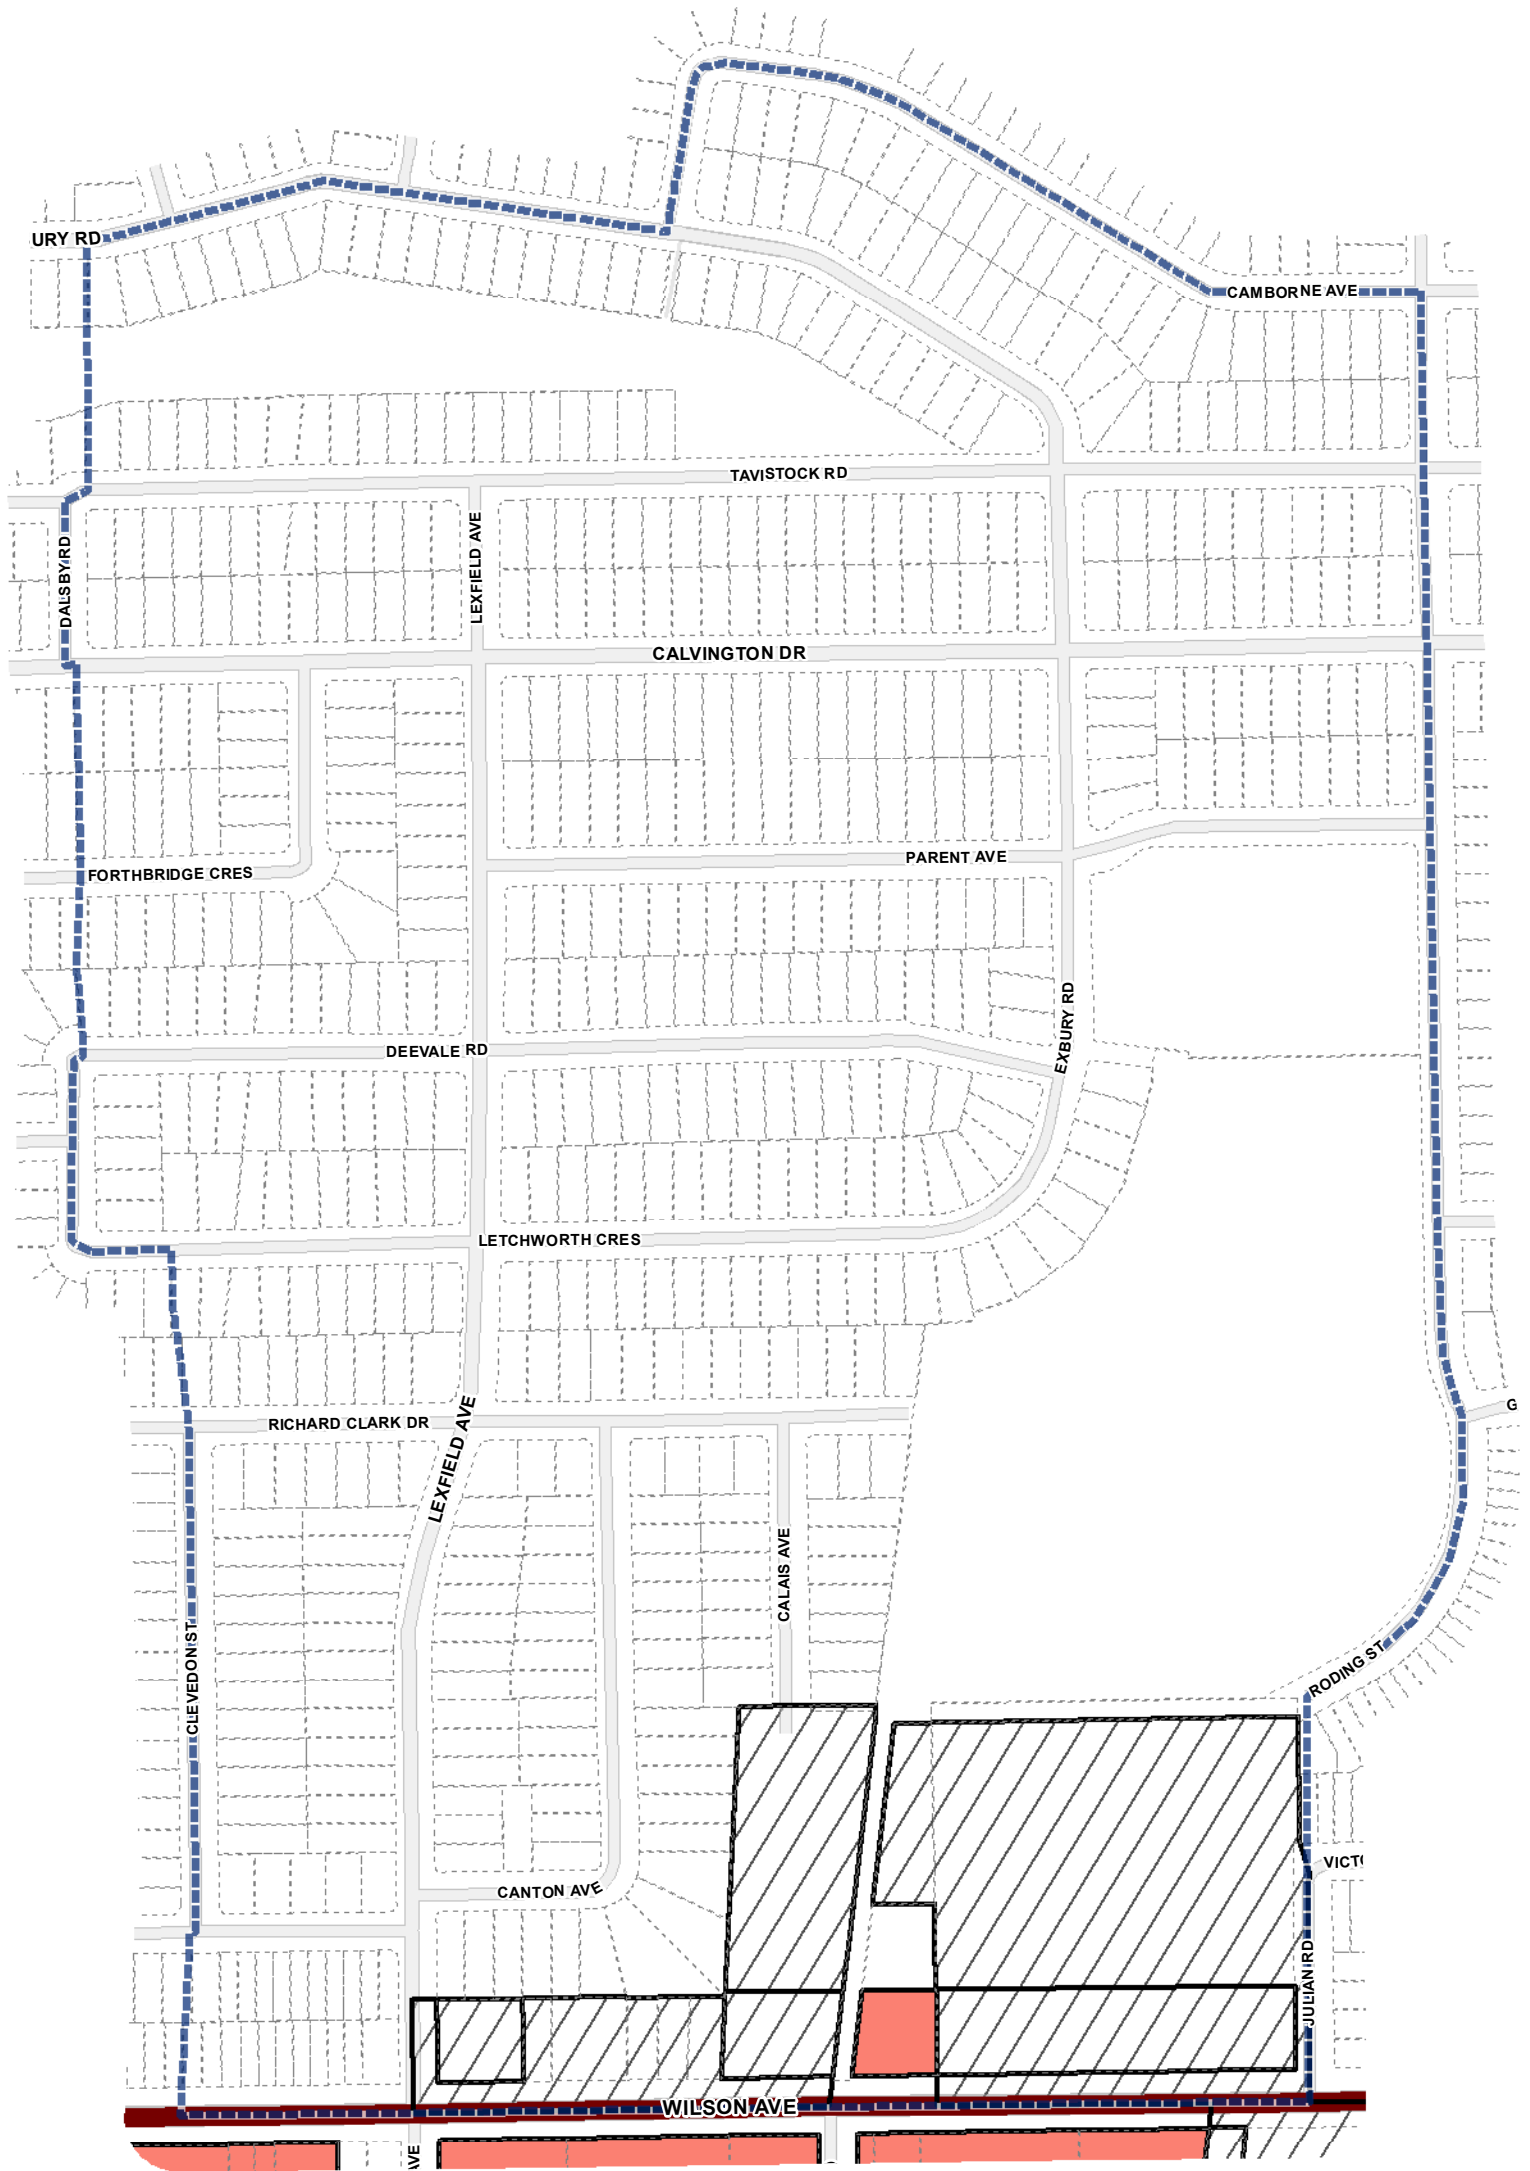 URY RD
CAMBORNE AVE
TAVISTOCK RD
LEXFIELD AVE
DALSBY RD
CALVINGTON DR
PARENT AVE
FORTHBRIDGE CRES
EXBURY RD
DEEVALE RD
LETCHWORTH CRES
G
RICHARD CLARK DR
LEXFIELD AVE
CALAIS AVE
CLEVEDON ST
RODING ST
VICTO
CANTON AVE
JULIAN RD
WILSON AVE
AVE